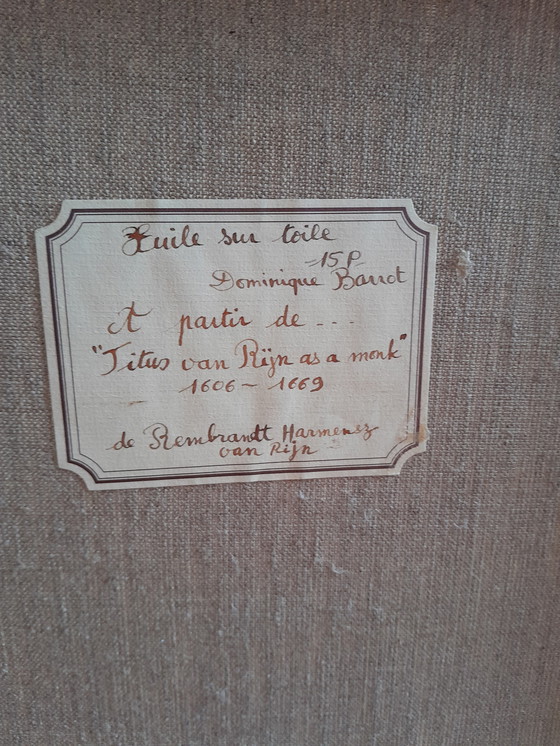 Huile sur toile
15 P
Dominique Barrot
A partir de ...
"Titus van Rijn as a monk"
1606 ~ 1669
de Rembrandt Harmensz
van Rijn